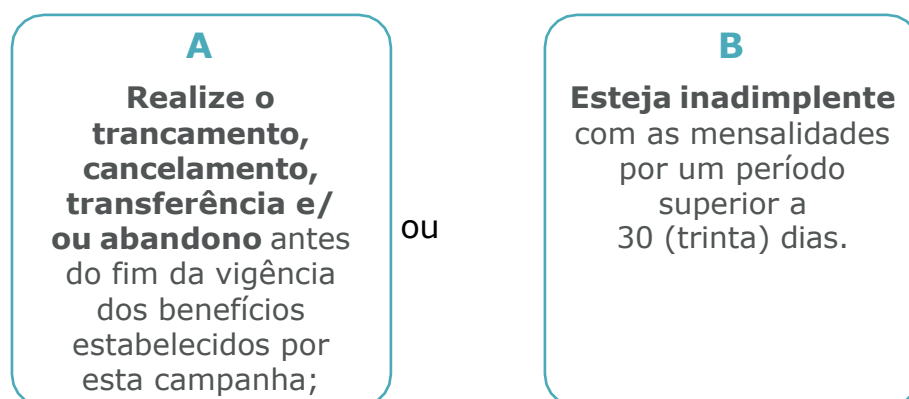 A
Realize o
trancamento,
cancelamento,
transferência e/
ou abandono antes
do fim da vigência
dos benefícios
estabelecidos por
esta campanha;
ou
B
Esteja inadimplente
com as mensalidades
por um período
superior a
30 (trinta) dias.